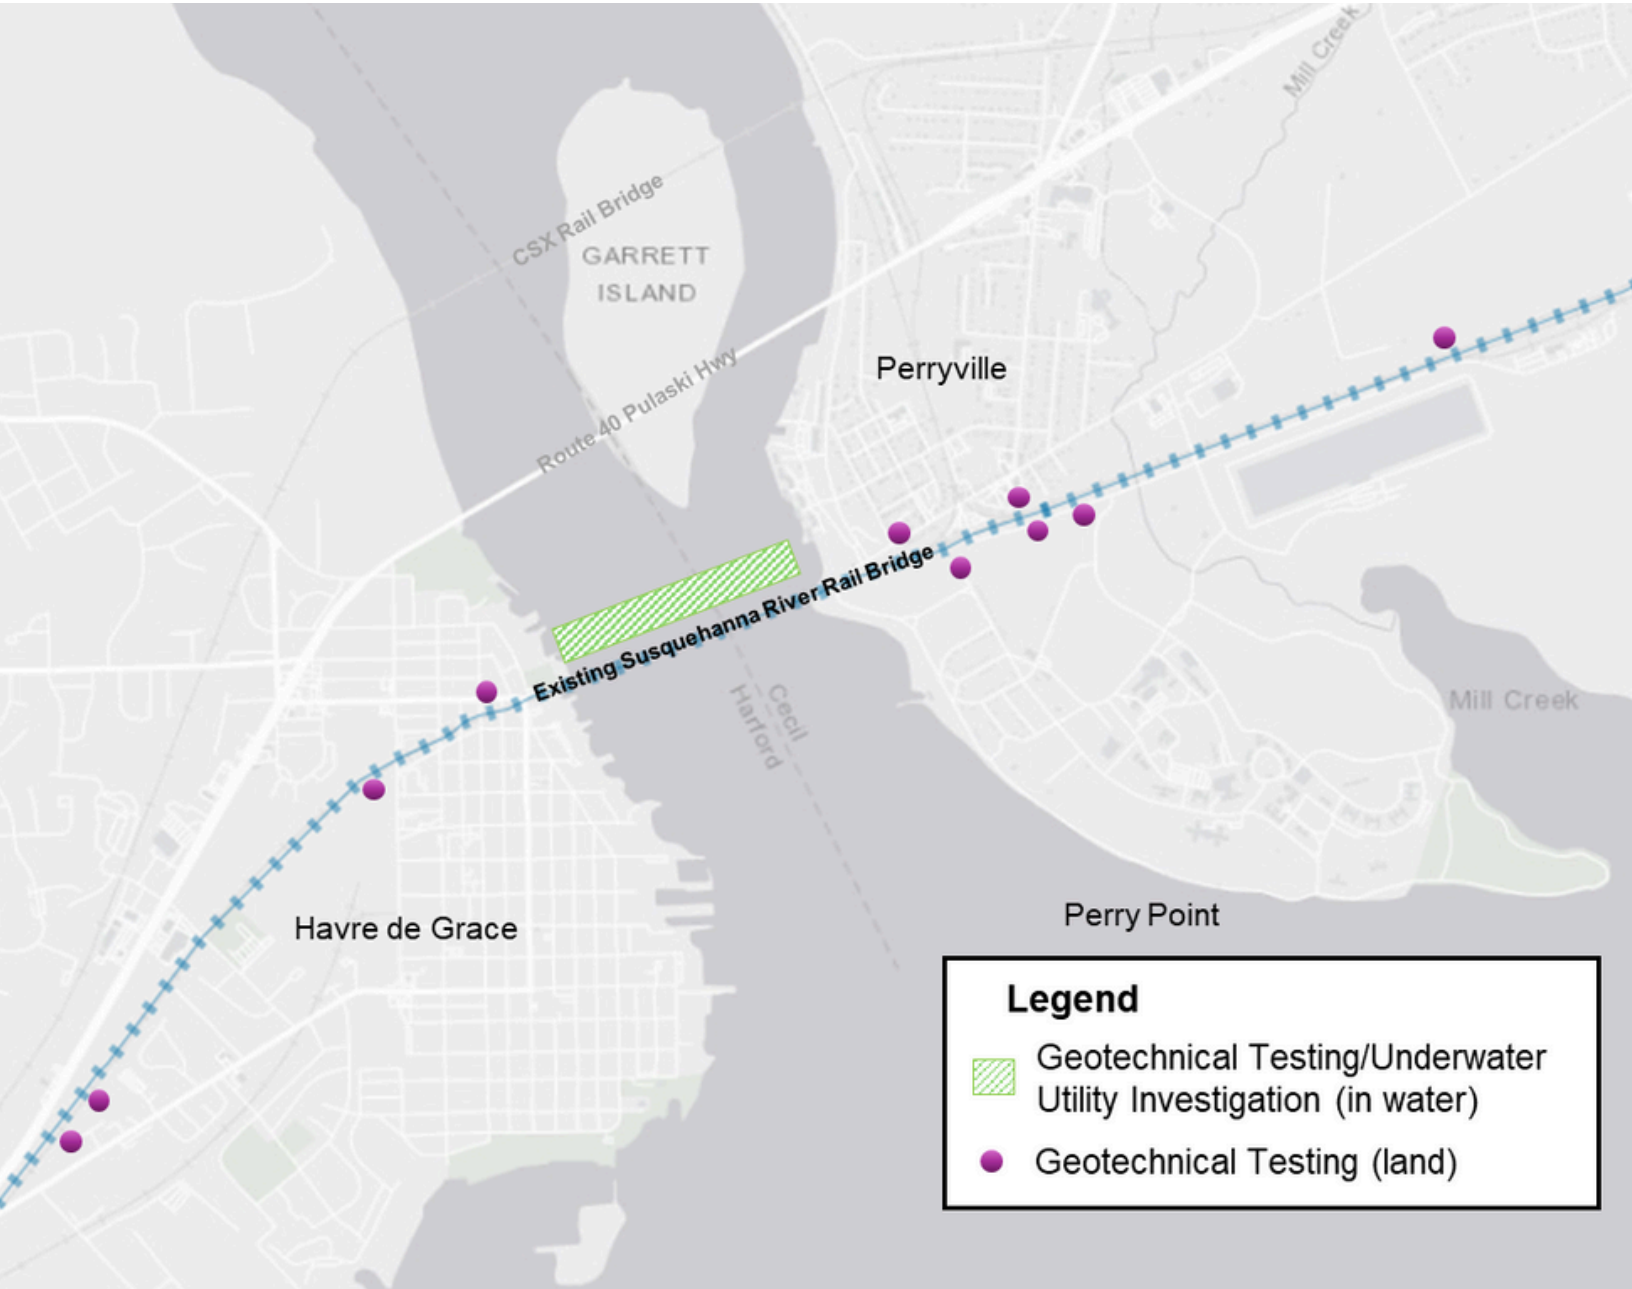 Mill Creek
CSX Rail Bridge
GARRETT
ISLAND
Route 40 Pulaski Hwy
Perryville
Existing Susquehanna River Rail Bridge
Cecil
Harford
Mill Creek
Havre de Grace
Perry Point
Legend
Geotechnical Testing/Underwater
Utility Investigation (in water)
Geotechnical Testing (land)